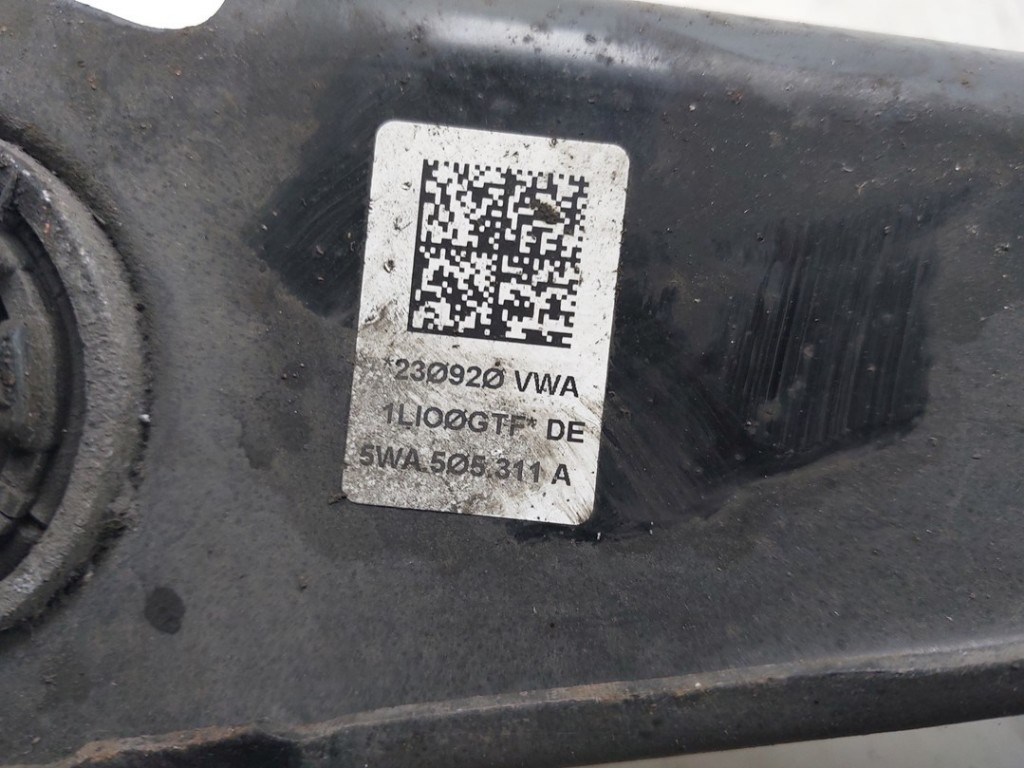 *23Ø92Ø VWA
1LIOØGTF* DE
5WA.5Ø5.311 A